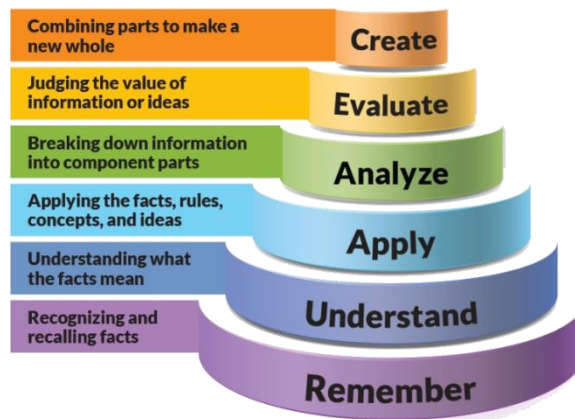 Combining parts to make a
new whole
Create
Judging the value of
information or ideas
Evaluate
Breaking down information
into component parts
Analyze
Applying the facts, rules,
concepts, and ideas
Apply
Understanding what
the facts mean
Understand
Recognizing and
recalling facts
Remember